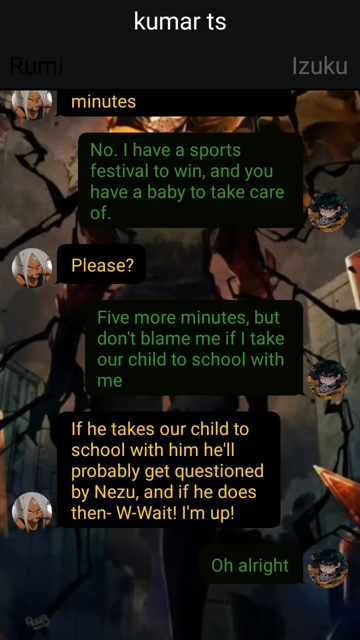 kumar ts
Rumi
Izuku
minutes
No. I have a sports
festival to win, and you
have a baby to take care
of.
Please?
Five more minutes, but
don't blame me if I take
our child to school with
me
If he takes our child to
school with him he'll
probably get questioned
by Nezu, and if he does
then- W-Wait! I'm up!
Oh alright